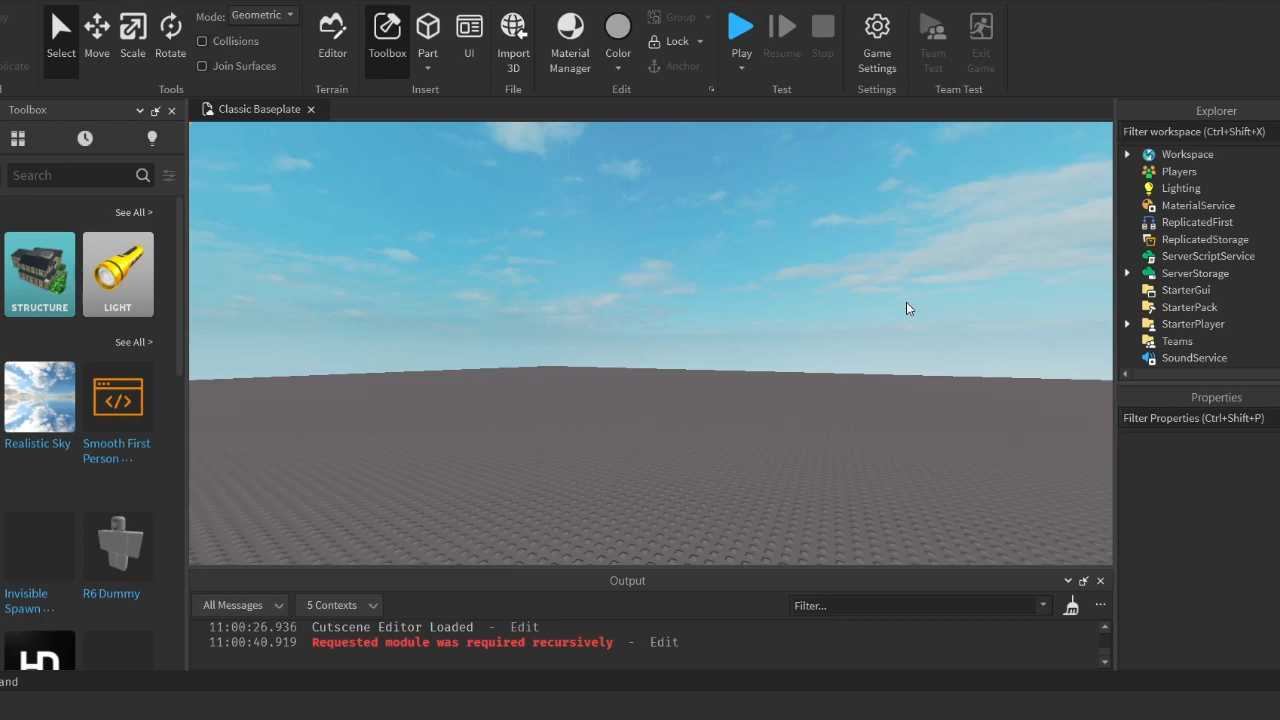 Mode: Geometric
Collisions
Join Surfaces
Select
Move
Scale
Rotate
Tools
Editor
Terrain
Toolbox
Part
UI
Insert
Import
3D
File
Material
Manager
Color
Group
Lock
Anchor
Edit
Play
Resume
Stop
Test
Game
Settings
Settings
Team
Test
Exit
Game
Team Test
plicate
Toolbox
Classic Baseplate
Search
See All >
STRUCTURE
LIGHT
See All >
Realistic Sky
Smooth First
Person ...
Invisible
Spawn ...
R6 Dummy
HD
Explorer
Filter workspace (Ctrl+Shift+X)
Workspace
Players
Lighting
MaterialService
ReplicatedFirst
ReplicatedStorage
ServerScriptService
ServerStorage
StarterGui
StarterPack
StarterPlayer
Teams
SoundService
Properties
Filter Properties (Ctrl+Shift+P)
Output
All Messages
5 Contexts
Filter...
11:00:26.936 Cutscene Editor Loaded - Edit
11:00:40.919 Requested module was required recursively - Edit
and